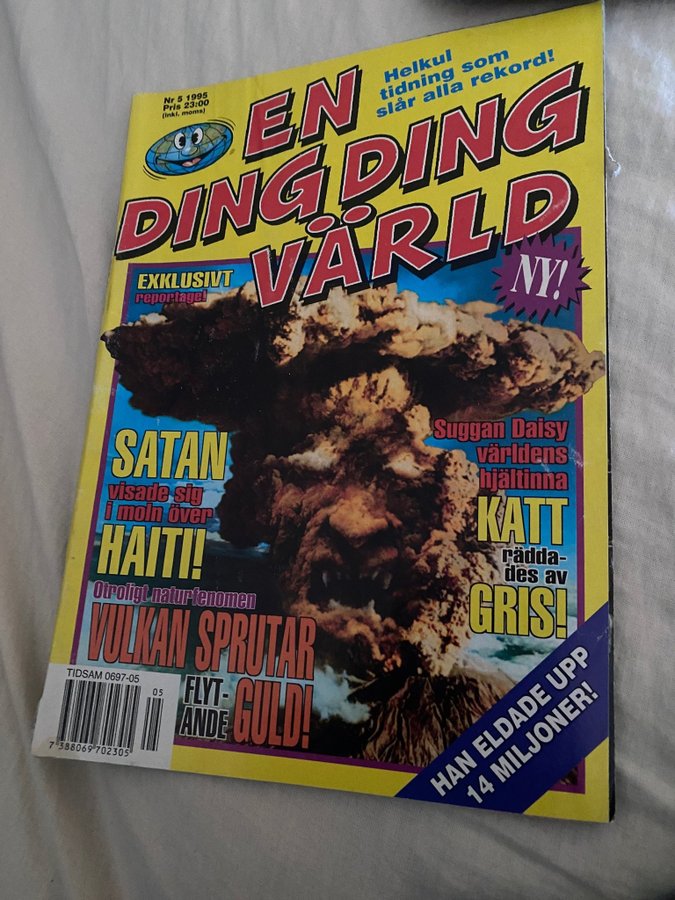 Nr 5 1995
Pris 23:00
(inkl. moms)
Helkul
tidning som
slår alla rekord!
EN
DING DING
VÄRLD
NY!
EXKLUSIVT
reportage!
SATAN
visade sig
i moln över
HAITI!
Suggan Daisy
världens
hjältinna
KATT
rädda-
des av
GRIS!
Otroligt naturfenomen
VULKAN SPRUTAR
FLYT-
ANDE
GULD!
HAN ELDADE UPP
14 MILJONER!
TIDSAM 0697-05
05
7 388069 702305